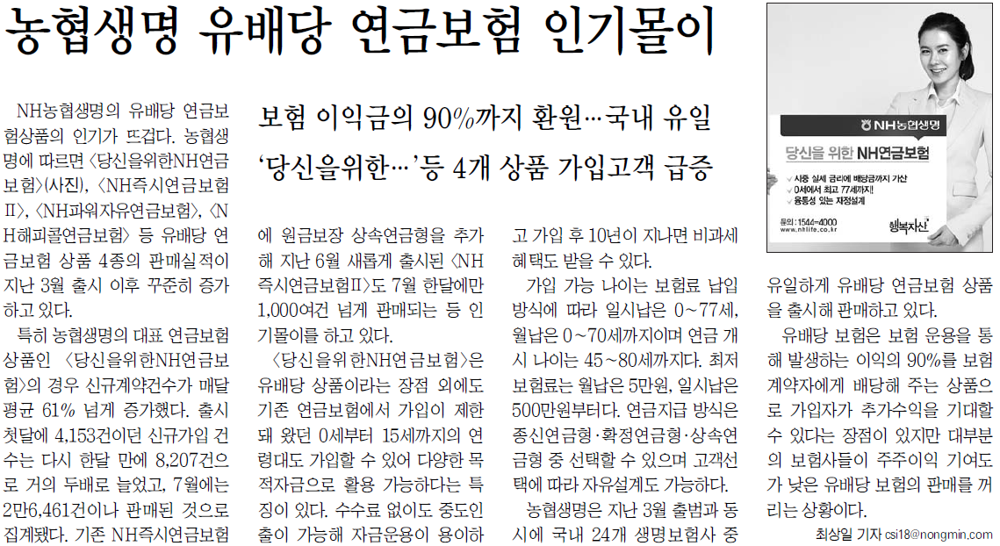 농협생명 유배당 연금보험 인기몰이
보험 이익금의 90%까지 환원…국내 유일
‘당신을위한…’등 4개 상품 가입고객 급증
NH농협생명의 유배당 연금보
험상품의 인기가 뜨겁다. 농협생
명에 따르면 〈당신을위한NH연금
보험〉(사진), 〈NH즉시연금보험
Ⅱ〉, 〈NH파워자유연금보험〉, 〈N
H해피콜연금보험〉 등 유배당 연
금보험 상품 4종의 판매실적이
지난 3월 출시 이후 꾸준히 증가
하고 있다.
특히 농협생명의 대표 연금보험
상품인 〈당신을위한NH연금보
험〉의 경우 신규계약건수가 매달
평균 61% 넘게 증가했다. 출시
첫달에 4,153건이던 신규가입 건
수는 다시 한달 만에 8,207건으
로 거의 두배로 늘었고, 7월에는
2만6,461건이나 판매된 것으로
집계됐다. 기존 NH즉시연금보험
에 원금보장 상속연금형을 추가
해 지난 6월 새롭게 출시된 〈NH
즉시연금보험Ⅱ〉도 7월 한달에만
1,000여건 넘게 판매되는 등 인
기몰이를 하고 있다.
〈당신을위한NH연금보험〉은
유배당 상품이라는 장점 외에도
기존 연금보험에서 가입이 제한
돼 왔던 0세부터 15세까지의 연
령대도 가입할 수 있어 다양한 목
적자금으로 활용 가능하다는 특
징이 있다. 수수료 없이도 중도인
출이 가능해 자금운용이 용이하
고 가입 후 10년이 지나면 비과세
혜택도 받을 수 있다.
가입 가능 나이는 보험료 납입
방식에 따라 일시납은 0~77세,
월납은 0~70세까지이며 연금 개
시 나이는 45~80세까지다. 최저
보험료는 월납은 5만원, 일시납은
500만원부터다. 연금지급 방식은
종신연금형·확정연금형·상속연
금형 중 선택할 수 있으며 고객선
택에 따라 자유설계도 가능하다.
농협생명은 지난 3월 출범과 동
시에 국내 24개 생명보험사 중
NH농협생명
당신을 위한 NH연금보험
시중 실세 금리에 배당금까지 가산
0세에서 최고 77세까지!
융통성 있는 재정설계
문의 : 1544-4000
www.nhlife.co.kr
행복자산
유일하게 유배당 연금보험 상품
을 출시해 판매하고 있다.
유배당 보험은 보험 운용을 통
해 발생하는 이익의 90%를 보험
계약자에게 배당해 주는 상품으
로 가입자가 추가수익을 기대할
수 있다는 장점이 있지만 대부분
의 보험사들이 주주이익 기여도
가 낮은 유배당 보험의 판매를 꺼
리는 상황이다.
최상일 기자 csi18@nongmin.com